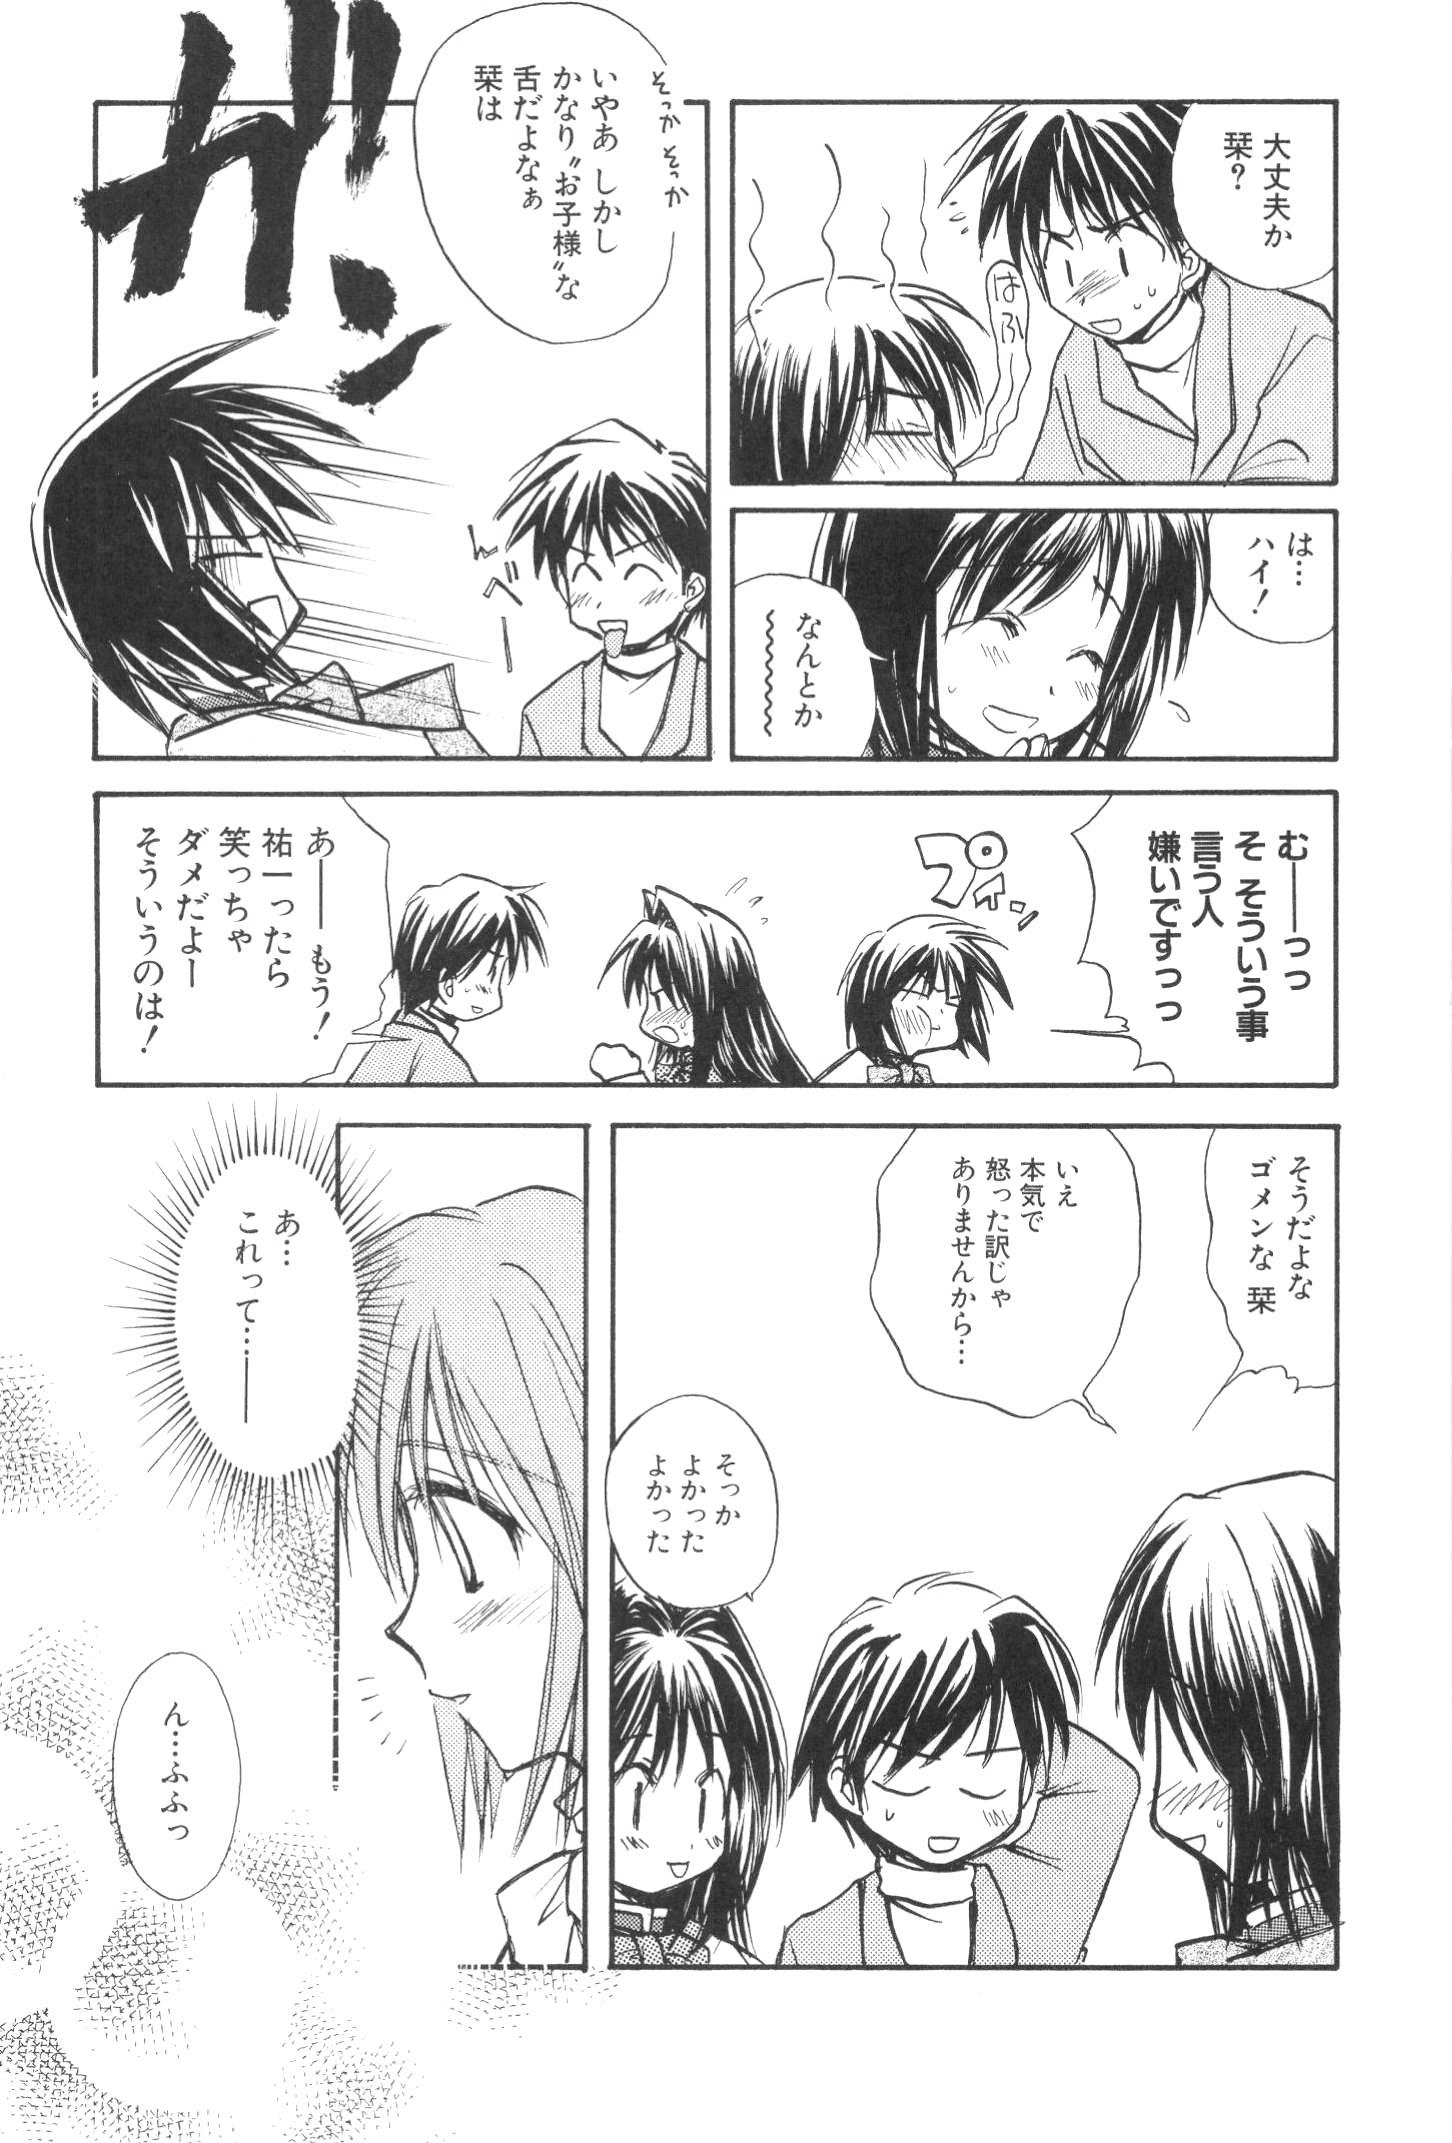 大丈夫か
栞？
はふ〜
は…
ハイ！
なんとか
〜〜〜
そっか そっか
いやあ しかし
かなり〝お子様〟な
舌だよなぁ
栞は
ガン
んべー
む――っっ
そ そういう事
言う人
嫌いですっっ
プイッ
あ――もう！
祐一ったら
笑っちゃ
ダメだよー
そういうのは！
そうだよな
ゴメンな 栞
いえ
本気で
怒った訳じゃ
ありませんから…
そっか
よかった
よかった
あ…
これって……――
ん…ふふっ